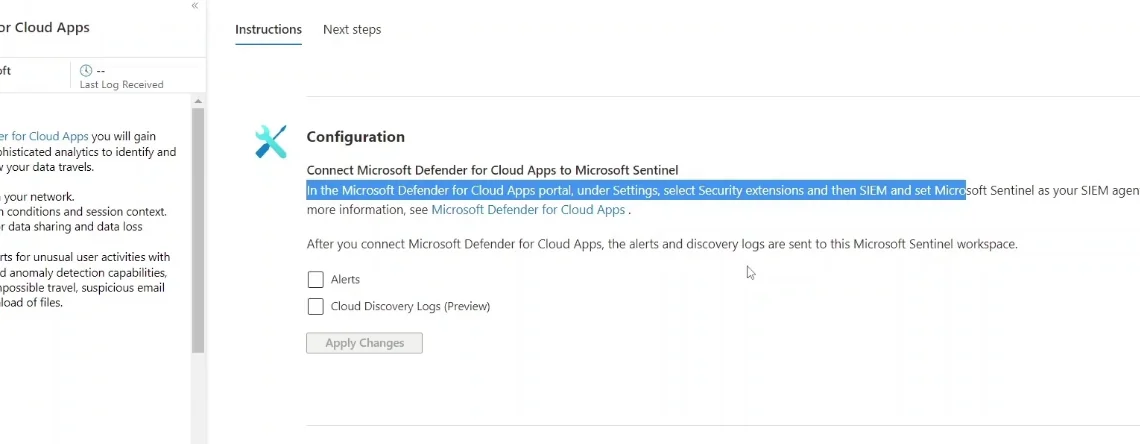 «
or Cloud Apps
oft
--
Last Log Received
er for Cloud Apps you will gain
phisticated analytics to identify and
w your data travels.
n your network.
n conditions and session context.
or data sharing and data loss
rts for unusual user activities with
d anomaly detection capabilities,
mpossible travel, suspicious email
nload of files.
Instructions Next steps
Configuration
Connect Microsoft Defender for Cloud Apps to Microsoft Sentinel
In the Microsoft Defender for Cloud Apps portal, under Settings, select Security extensions and then SIEM and set Microsoft Sentinel as your SIEM agen
more information, see Microsoft Defender for Cloud Apps .
After you connect Microsoft Defender for Cloud Apps, the alerts and discovery logs are sent to this Microsoft Sentinel workspace.
Alerts
Cloud Discovery Logs (Preview)
Apply Changes